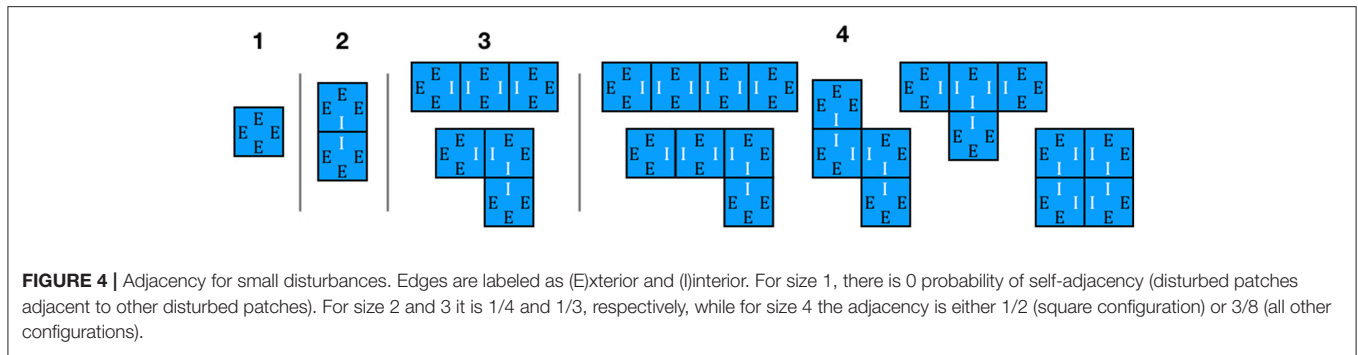 1 2 3 4
E
E E
E
E
E E
I
I
E E
E
E E E
E I I I I E
E E E
E E
E I I E
E I
I
E E
E
E E E E
E I I I I I I E
E E E E
E E E
E I I I I E
E E I
I
E E
E
E
E E
I
I E
E I I E
E I
I
E E
E
E E E
E I I I I E
E I E
I
E E
E
E E
E I I E
I I
I I
E I I E
E E
FIGURE 4 | Adjacency for small disturbances. Edges are labeled as (E)xterior and (I)interior. For size 1, there is 0 probability of self-adjacency (disturbed patches
adjacent to other disturbed patches). For size 2 and 3 it is 1/4 and 1/3, respectively, while for size 4 the adjacency is either 1/2 (square configuration) or 3/8 (all other
configurations).